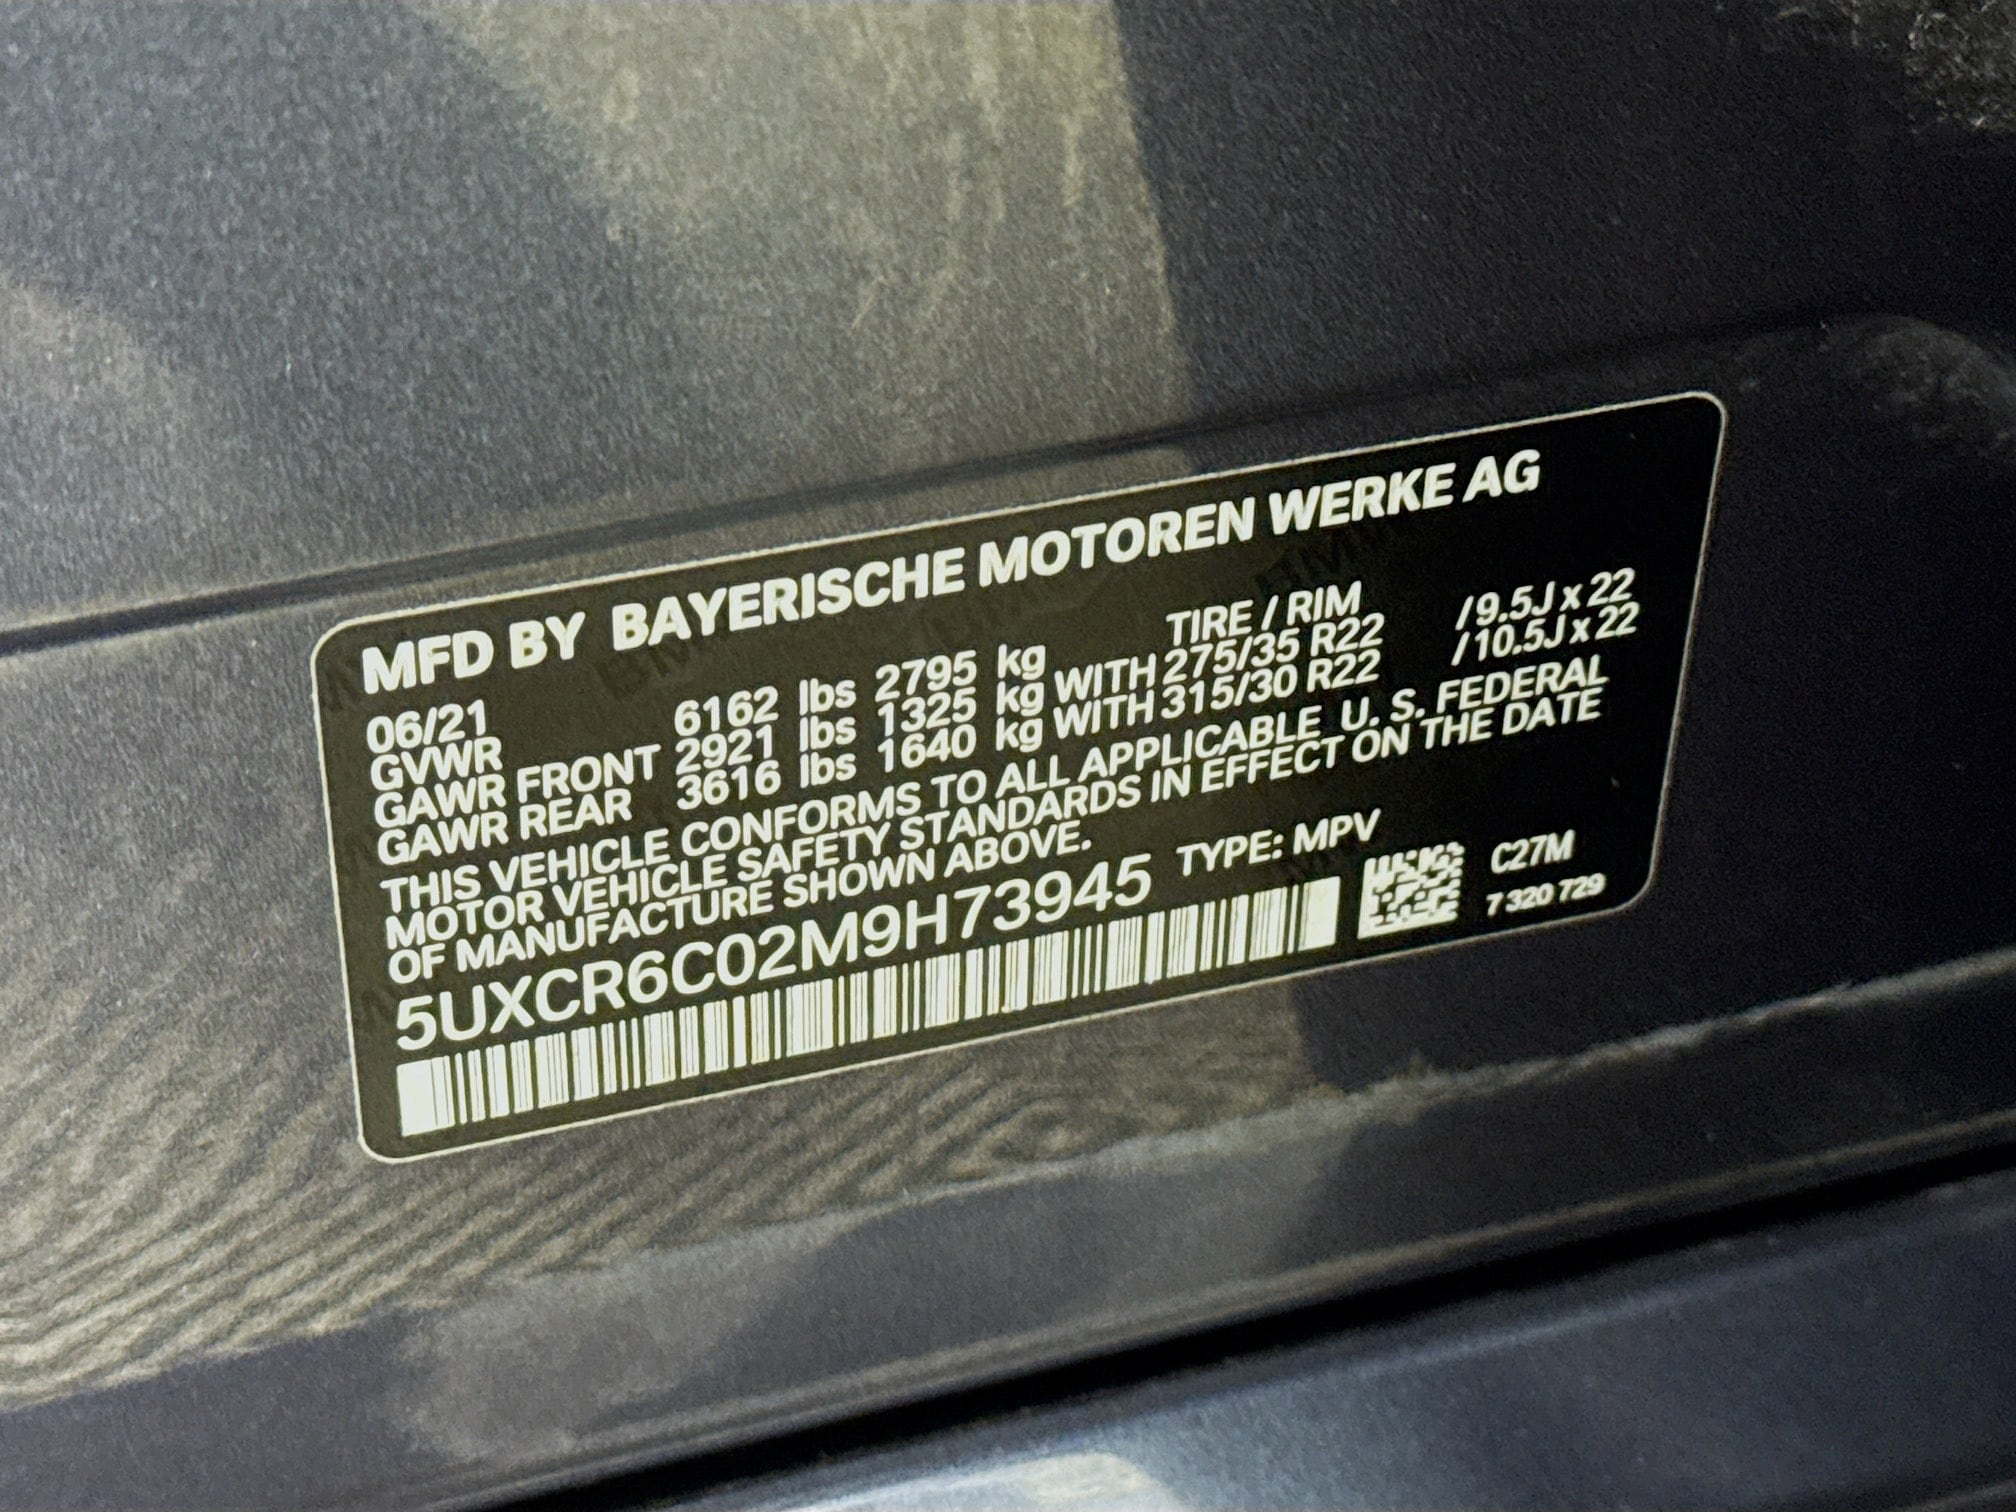 MFD BY BAYERISCHE MOTOREN WERKE AG
06/21 TIRE / RIM
GVWR 6162 lbs 2795 kg
GAWR FRONT 2921 lbs 1325 kg WITH 275/35 R22 /9.5J x 22
GAWR REAR 3616 lbs 1640 kg WITH 315/30 R22 /10.5J x 22
THIS VEHICLE CONFORMS TO ALL APPLICABLE U. S. FEDERAL
MOTOR VEHICLE SAFETY STANDARDS IN EFFECT ON THE DATE
OF MANUFACTURE SHOWN ABOVE.
5UXCR6C02M9H73945 TYPE: MPV
C27M
7 320 729